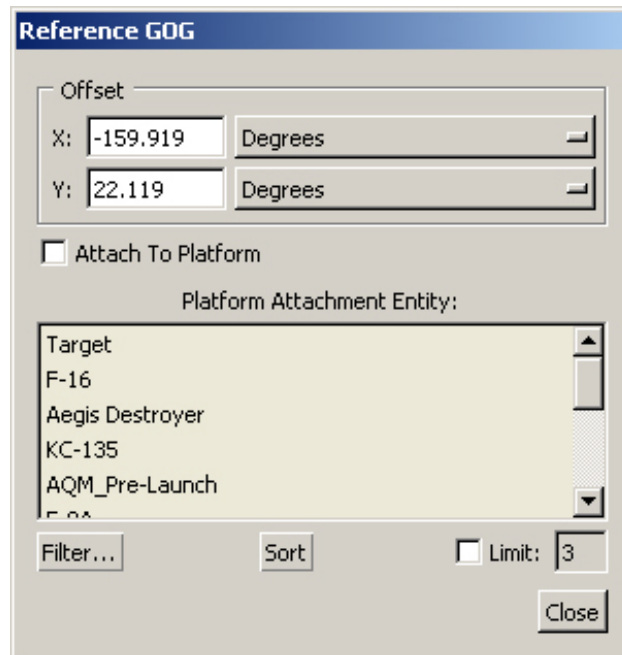 Reference GOG
Offset
X: -159.919 Degrees
Y: 22.119 Degrees
Attach To Platform
Platform Attachment Entity:
Target
F-16
Aegis Destroyer
KC-135
AQM_Pre-Launch
Filter... Sort Limit: 3
Close